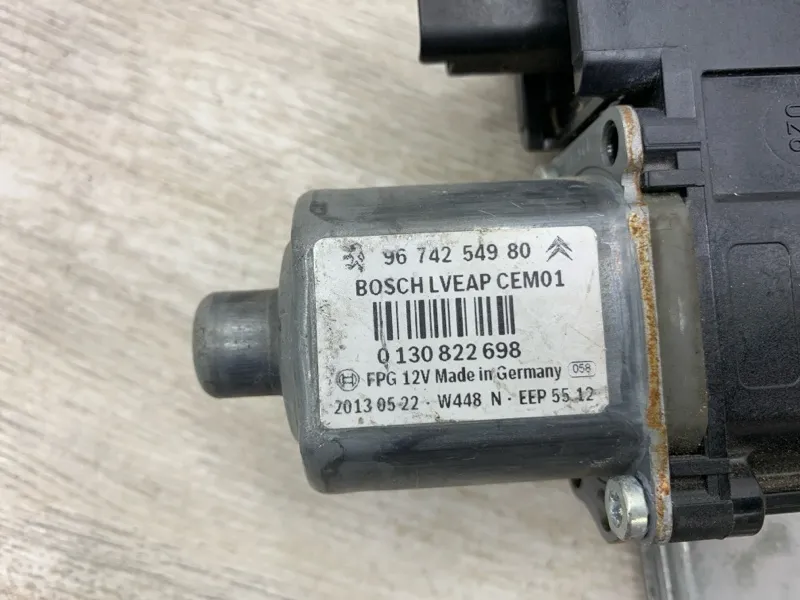 96 742 549 80
BOSCH LVEAP CEM01
0 130 822 698
FPG 12V Made in Germany 058
2013 05 22 - W448 N - EEP 55 12
020